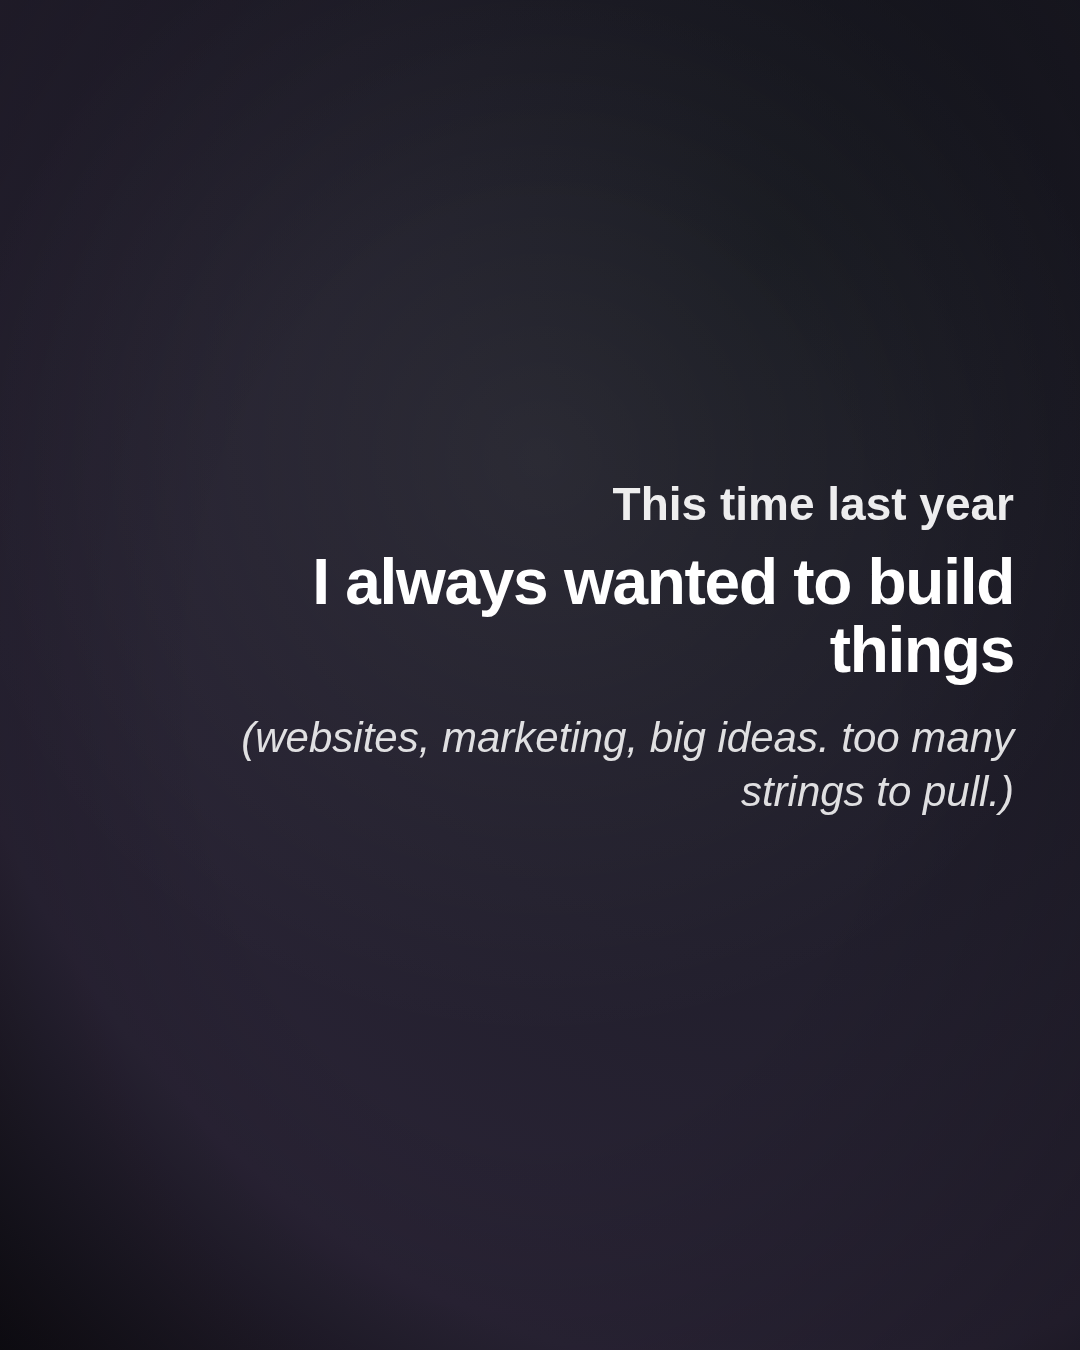 This time last year
I always wanted to build
things
(websites, marketing, big ideas. too many
strings to pull.)